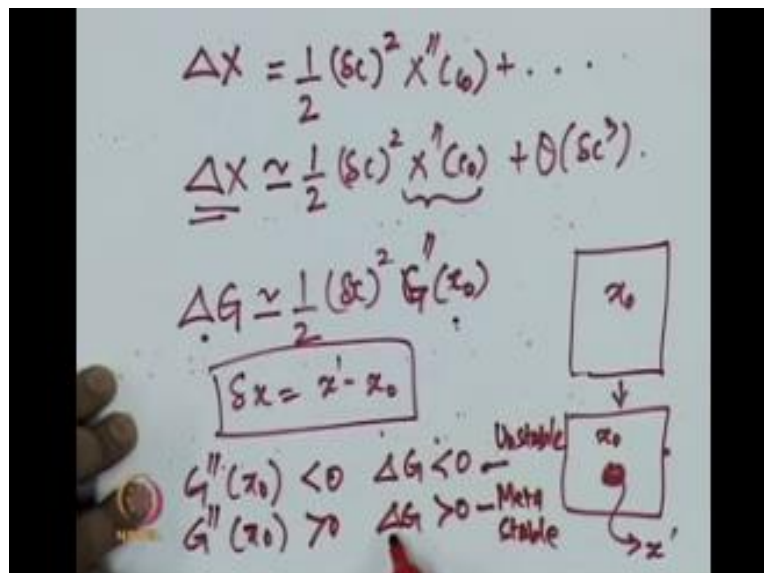 ΔX = 1/2 (δc)² X''(c₀) + . . . .
ΔX ≃ 1/2 (δc)² X''(c₀) + O(δc³).
ΔG ≃ 1/2 (δx)² G''(x₀)
δx = x' - x₀
G''(x₀) < 0 ΔG < 0 - Unstable
G''(x₀) > 0 ΔG > 0 - Meta stable
x₀
x₀
x'